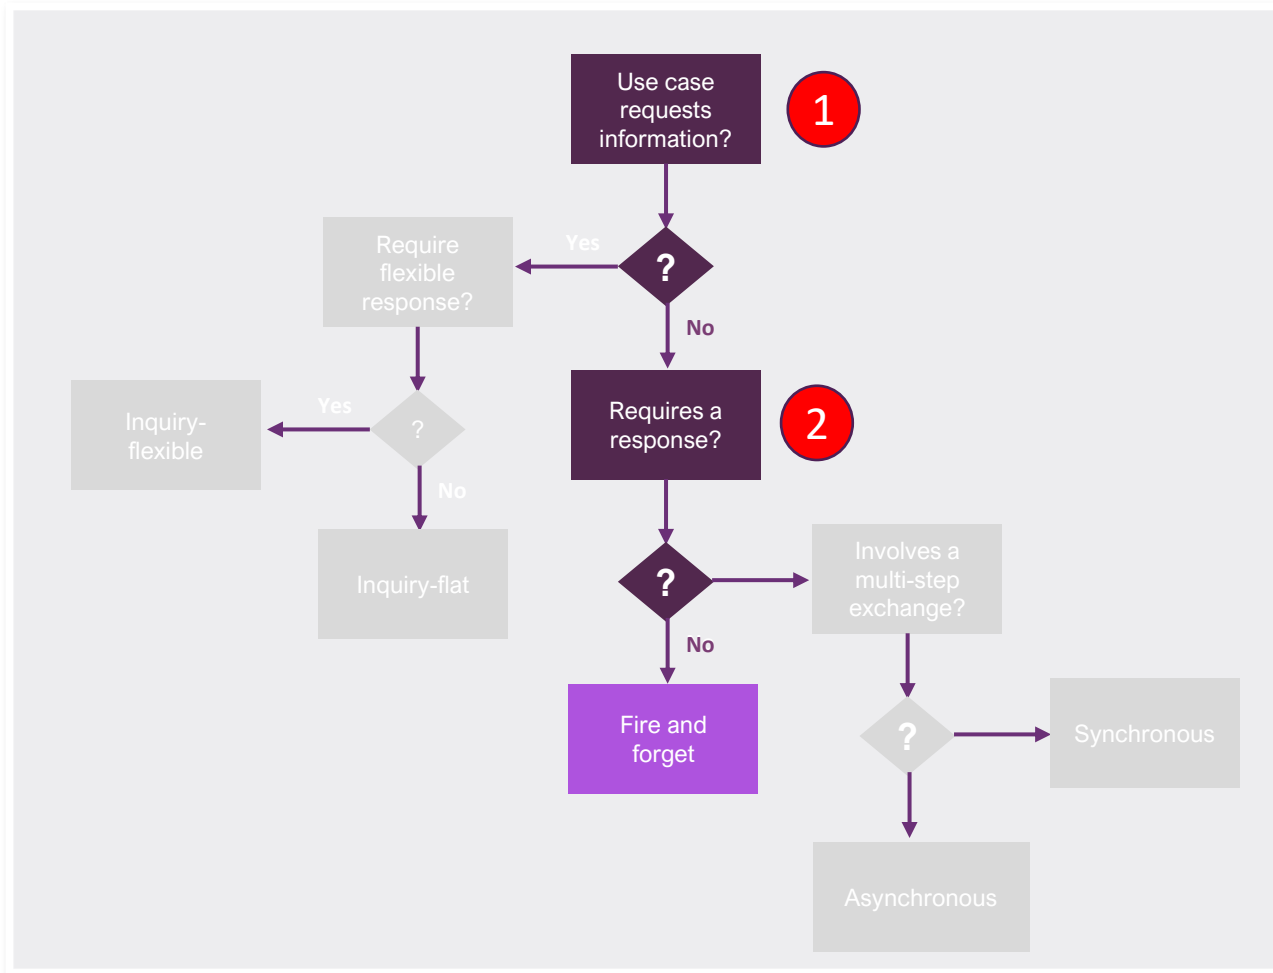 Use case
requests
information?
1
Require
flexible
response?
Yes
?
No
Inquiry-
flexible
Yes
?
No
Inquiry-flat
Requires a
response?
2
?
No
Involves a
multi-step
exchange?
Fire and
forget
?
Synchronous
Asynchronous